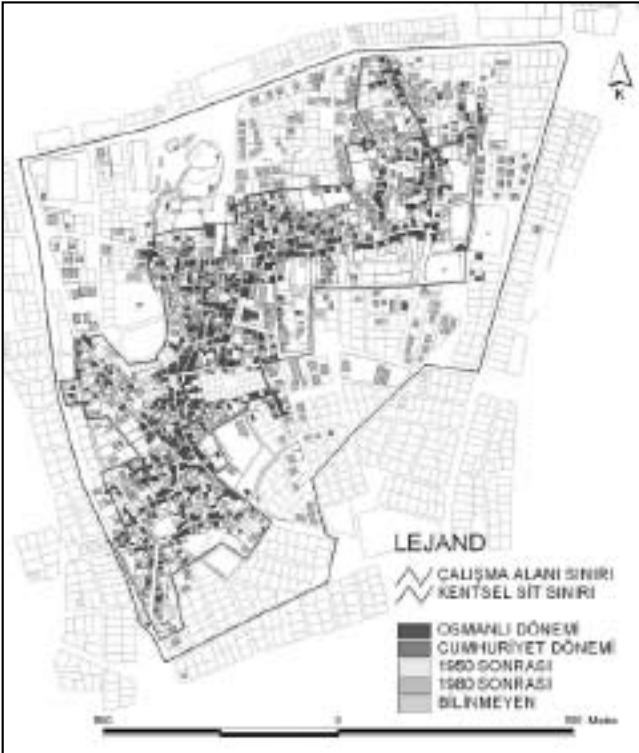 K
LEJAND
ÇALIŞMA ALANI SINIRI
KENTSEL SİT SINIRI
OSMANLI DÖNEMİ
CUMHURİYET DÖNEMİ
1950 SONRASI
1980 SONRASI
BİLİNMEYEN
0